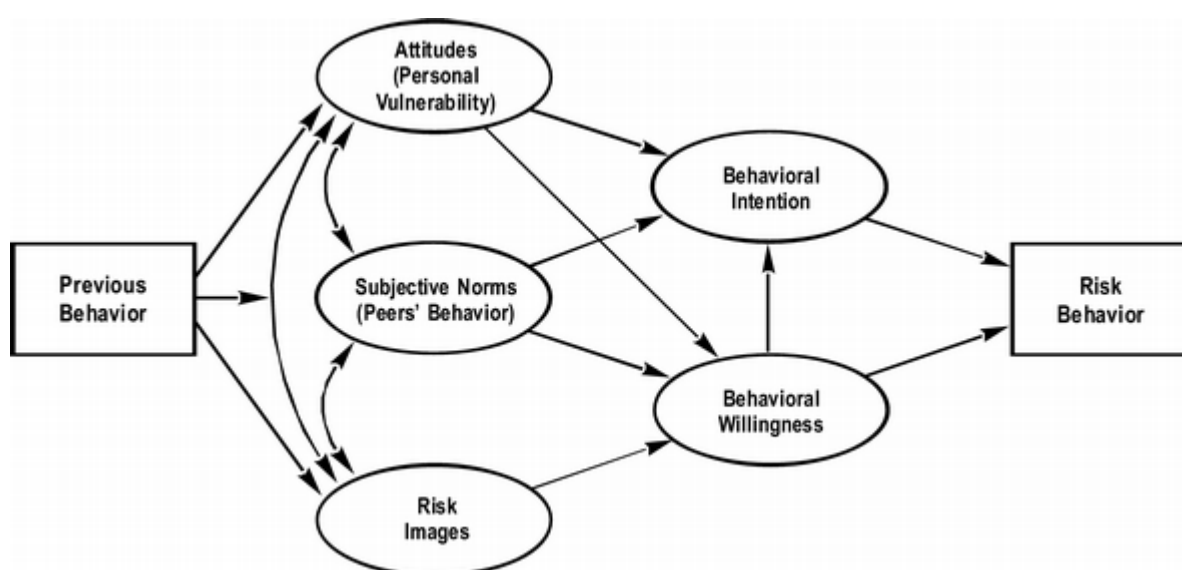 Attitudes
(Personal
Vulnerability)
Behavioral
Intention
Previous
Behavior
Subjective Norms
(Peers' Behavior)
Risk
Behavior
Behavioral
Willingness
Risk
Images